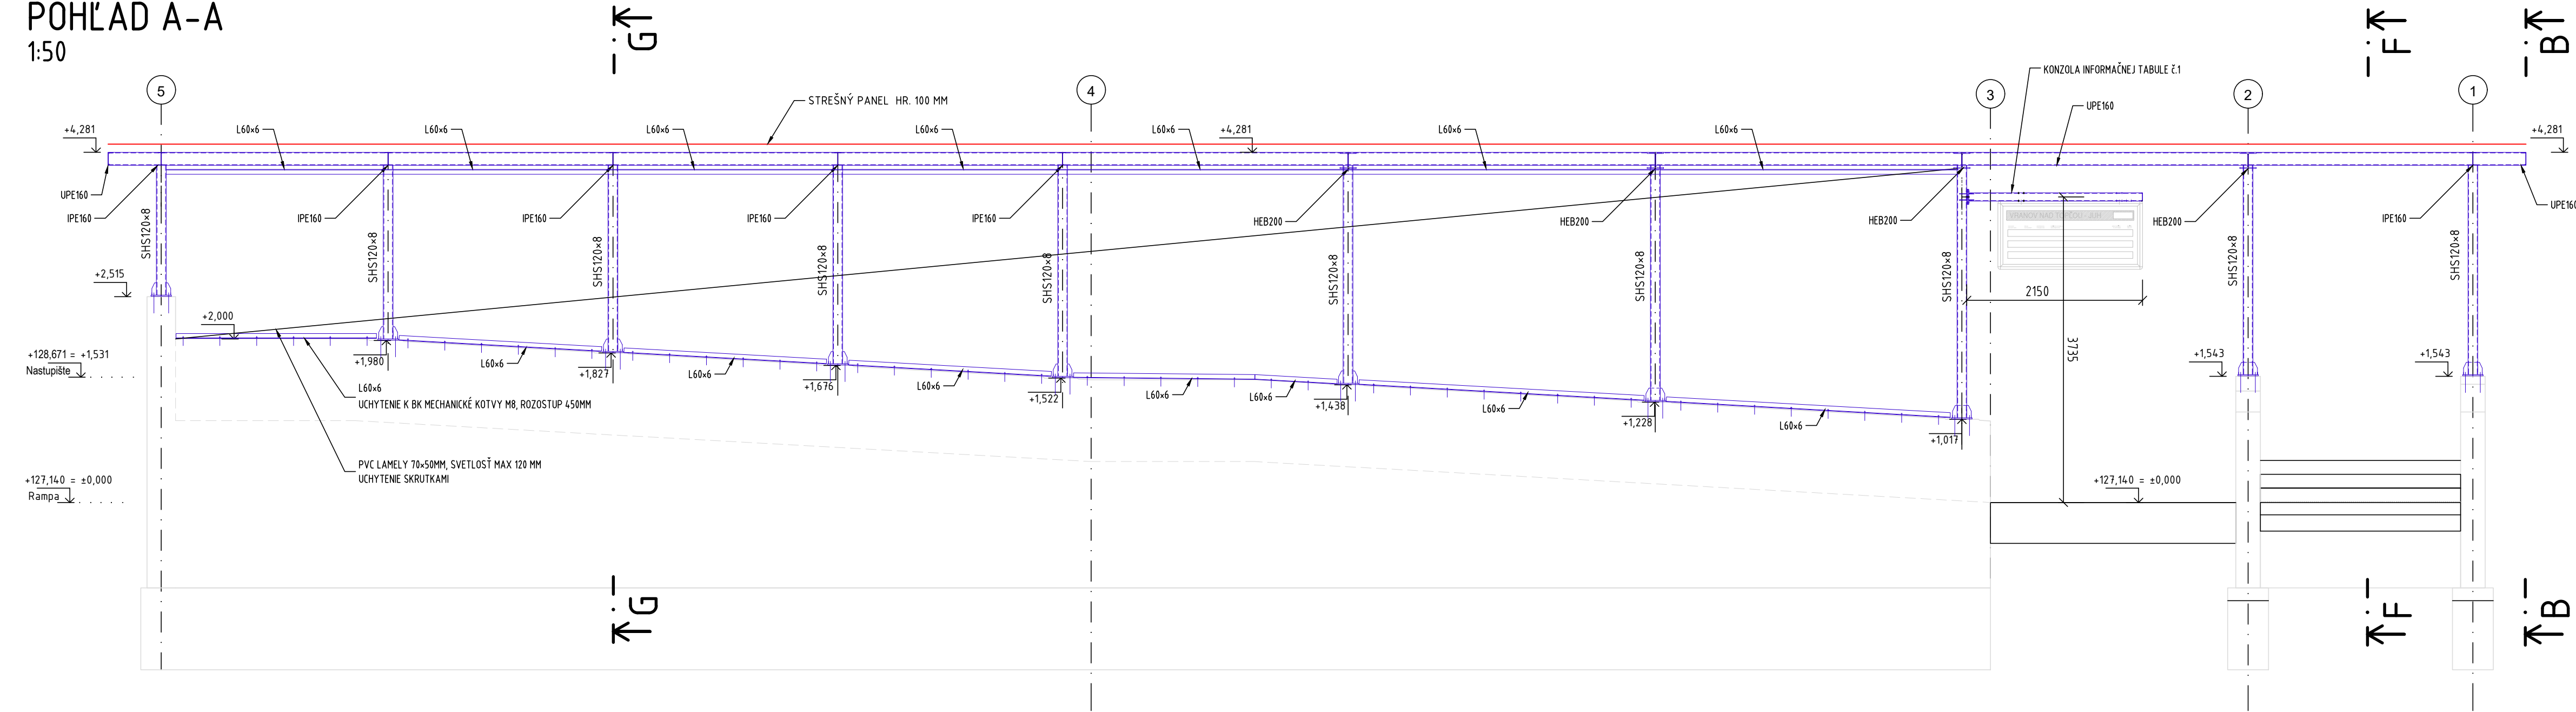 POHĽAD A-A
1:50
G
F
B
5
4
3
2
1
KONZOLA INFORMAČNEJ TABULE č.1
STREŠNÝ PANEL HR. 100 MM
UPE160
+4,281
L60×6
L60×6
L60×6
L60×6
L60×6
+4,281
L60×6
L60×6
+4,281
UPE160
IPE160
IPE160
IPE160
IPE160
IPE160
HEB200
HEB200
HEB200
HEB200
IPE160
UPE160
SHS120×8
SHS120×8
SHS120×8
SHS120×8
SHS120×8
SHS120×8
SHS120×8
SHS120×8
SHS120×8
SHS120×8
VRANOV NAD TOPĽOU - JUH
+2,515
2150
+2,000
3735
+128,671 = +1,531
Nastupište
+1,980
+1,827
+1,676
+1,522
+1,438
+1,228
+1,017
+1,543
+1,543
L60×6
L60×6
L60×6
L60×6
L60×6
L60×6
L60×6
L60×6
UCHYTENIE K BK MECHANICKÉ KOTVY M8, ROZOSTUP 450MM
PVC LAMELY 70×50MM, SVETLOSŤ MAX 120 MM
UCHYTENIE SKRUTKAMI
+127,140 = ±0,000
Rampa
+127,140 = ±0,000
G
F
B